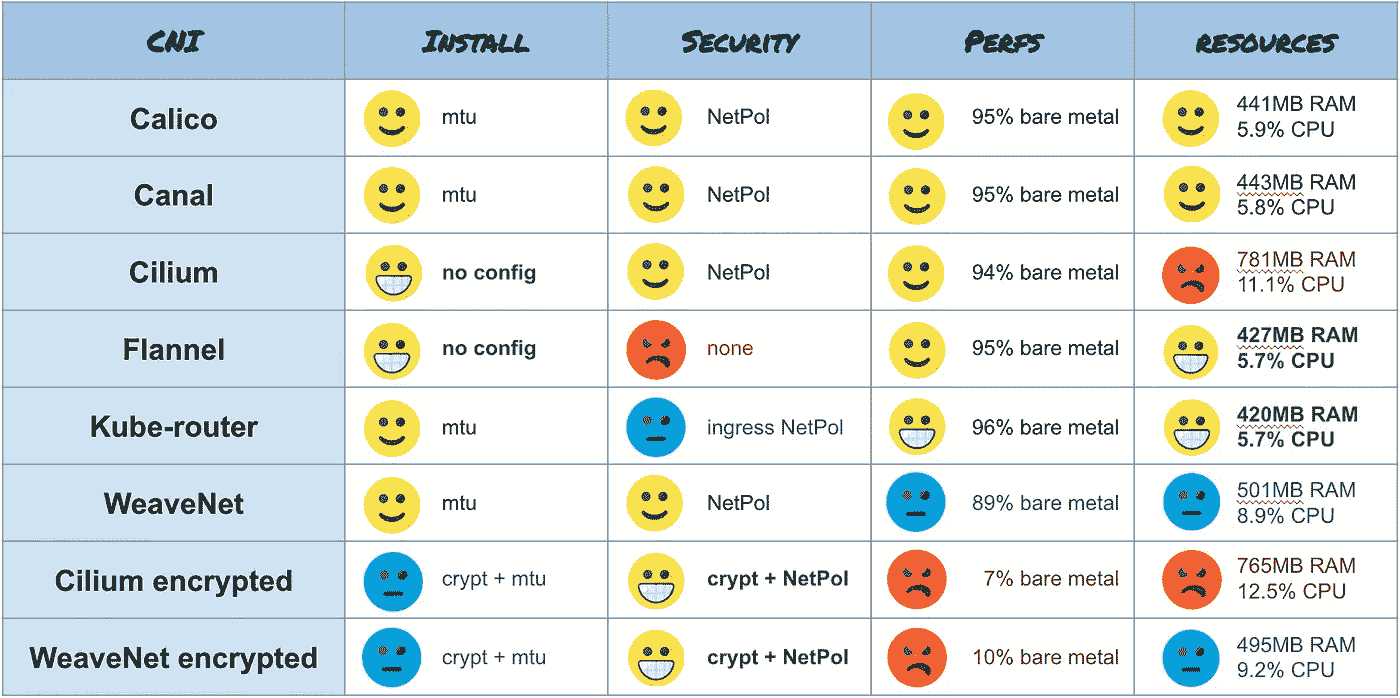 CNI INSTALL SECURITY PERFS RESOURCES
Calico mtu NetPol 95% bare metal 441MB RAM
5.9% CPU
Canal mtu NetPol 95% bare metal 443MB RAM
5.8% CPU
Cilium no config NetPol 94% bare metal 781MB RAM
11.1% CPU
Flannel no config none 95% bare metal 427MB RAM
5.7% CPU
Kube-router mtu ingress NetPol 96% bare metal 420MB RAM
5.7% CPU
WeaveNet mtu NetPol 89% bare metal 501MB RAM
8.9% CPU
Cilium encrypted crypt + mtu crypt + NetPol 7% bare metal 765MB RAM
12.5% CPU
WeaveNet encrypted crypt + mtu crypt + NetPol 10% bare metal 495MB RAM
9.2% CPU